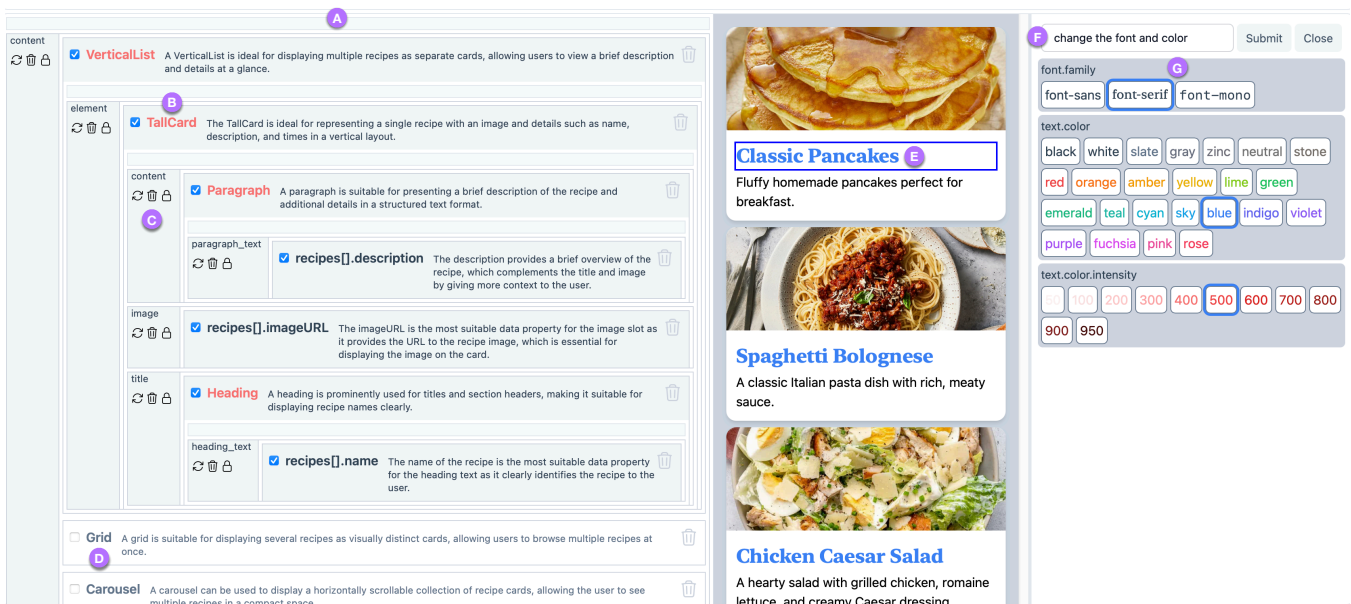 A
content
VerticalList A VerticalList is ideal for displaying multiple recipes as separate cards, allowing users to view a brief description
and details at a glance.
element
B
TallCard The TallCard is ideal for representing a single recipe with an image and details such as name,
description, and times in a vertical layout.
content
Paragraph A paragraph is suitable for presenting a brief description of the recipe and
additional details in a structured text format.
C
paragraph_text
recipes[].description The description provides a brief overview of the
recipe, which complements the title and image
by giving more context to the user.
image
recipes[].imageURL The imageURL is the most suitable data property for the image slot as
it provides the URL to the recipe image, which is essential for
displaying the image on the card.
title
Heading A heading is prominently used for titles and section headers, making it suitable for
displaying recipe names clearly.
heading_text
recipes[].name The name of the recipe is the most suitable data property
for the heading text as it clearly identifies the recipe to the
user.
Grid A grid is suitable for displaying several recipes as visually distinct cards, allowing users to browse multiple recipes at
once.
D
Carousel A carousel can be used to display a horizontally scrollable collection of recipe cards, allowing the user to see
multiple recipes in a compact space.
Classic Pancakes E
Fluffy homemade pancakes perfect for
breakfast.
Spaghetti Bolognese
A classic Italian pasta dish with rich, meaty
sauce.
Chicken Caesar Salad
A hearty salad with grilled chicken, romaine
lettuce, and creamy Caesar dressing
F change the font and color Submit Close
font.family G
font-sans font-serif font-mono
text.color
black white slate gray zinc neutral stone
red orange amber yellow lime green
emerald teal cyan sky blue indigo violet
purple fuchsia pink rose
text.color.intensity
50 100 200 300 400 500 600 700 800
900 950